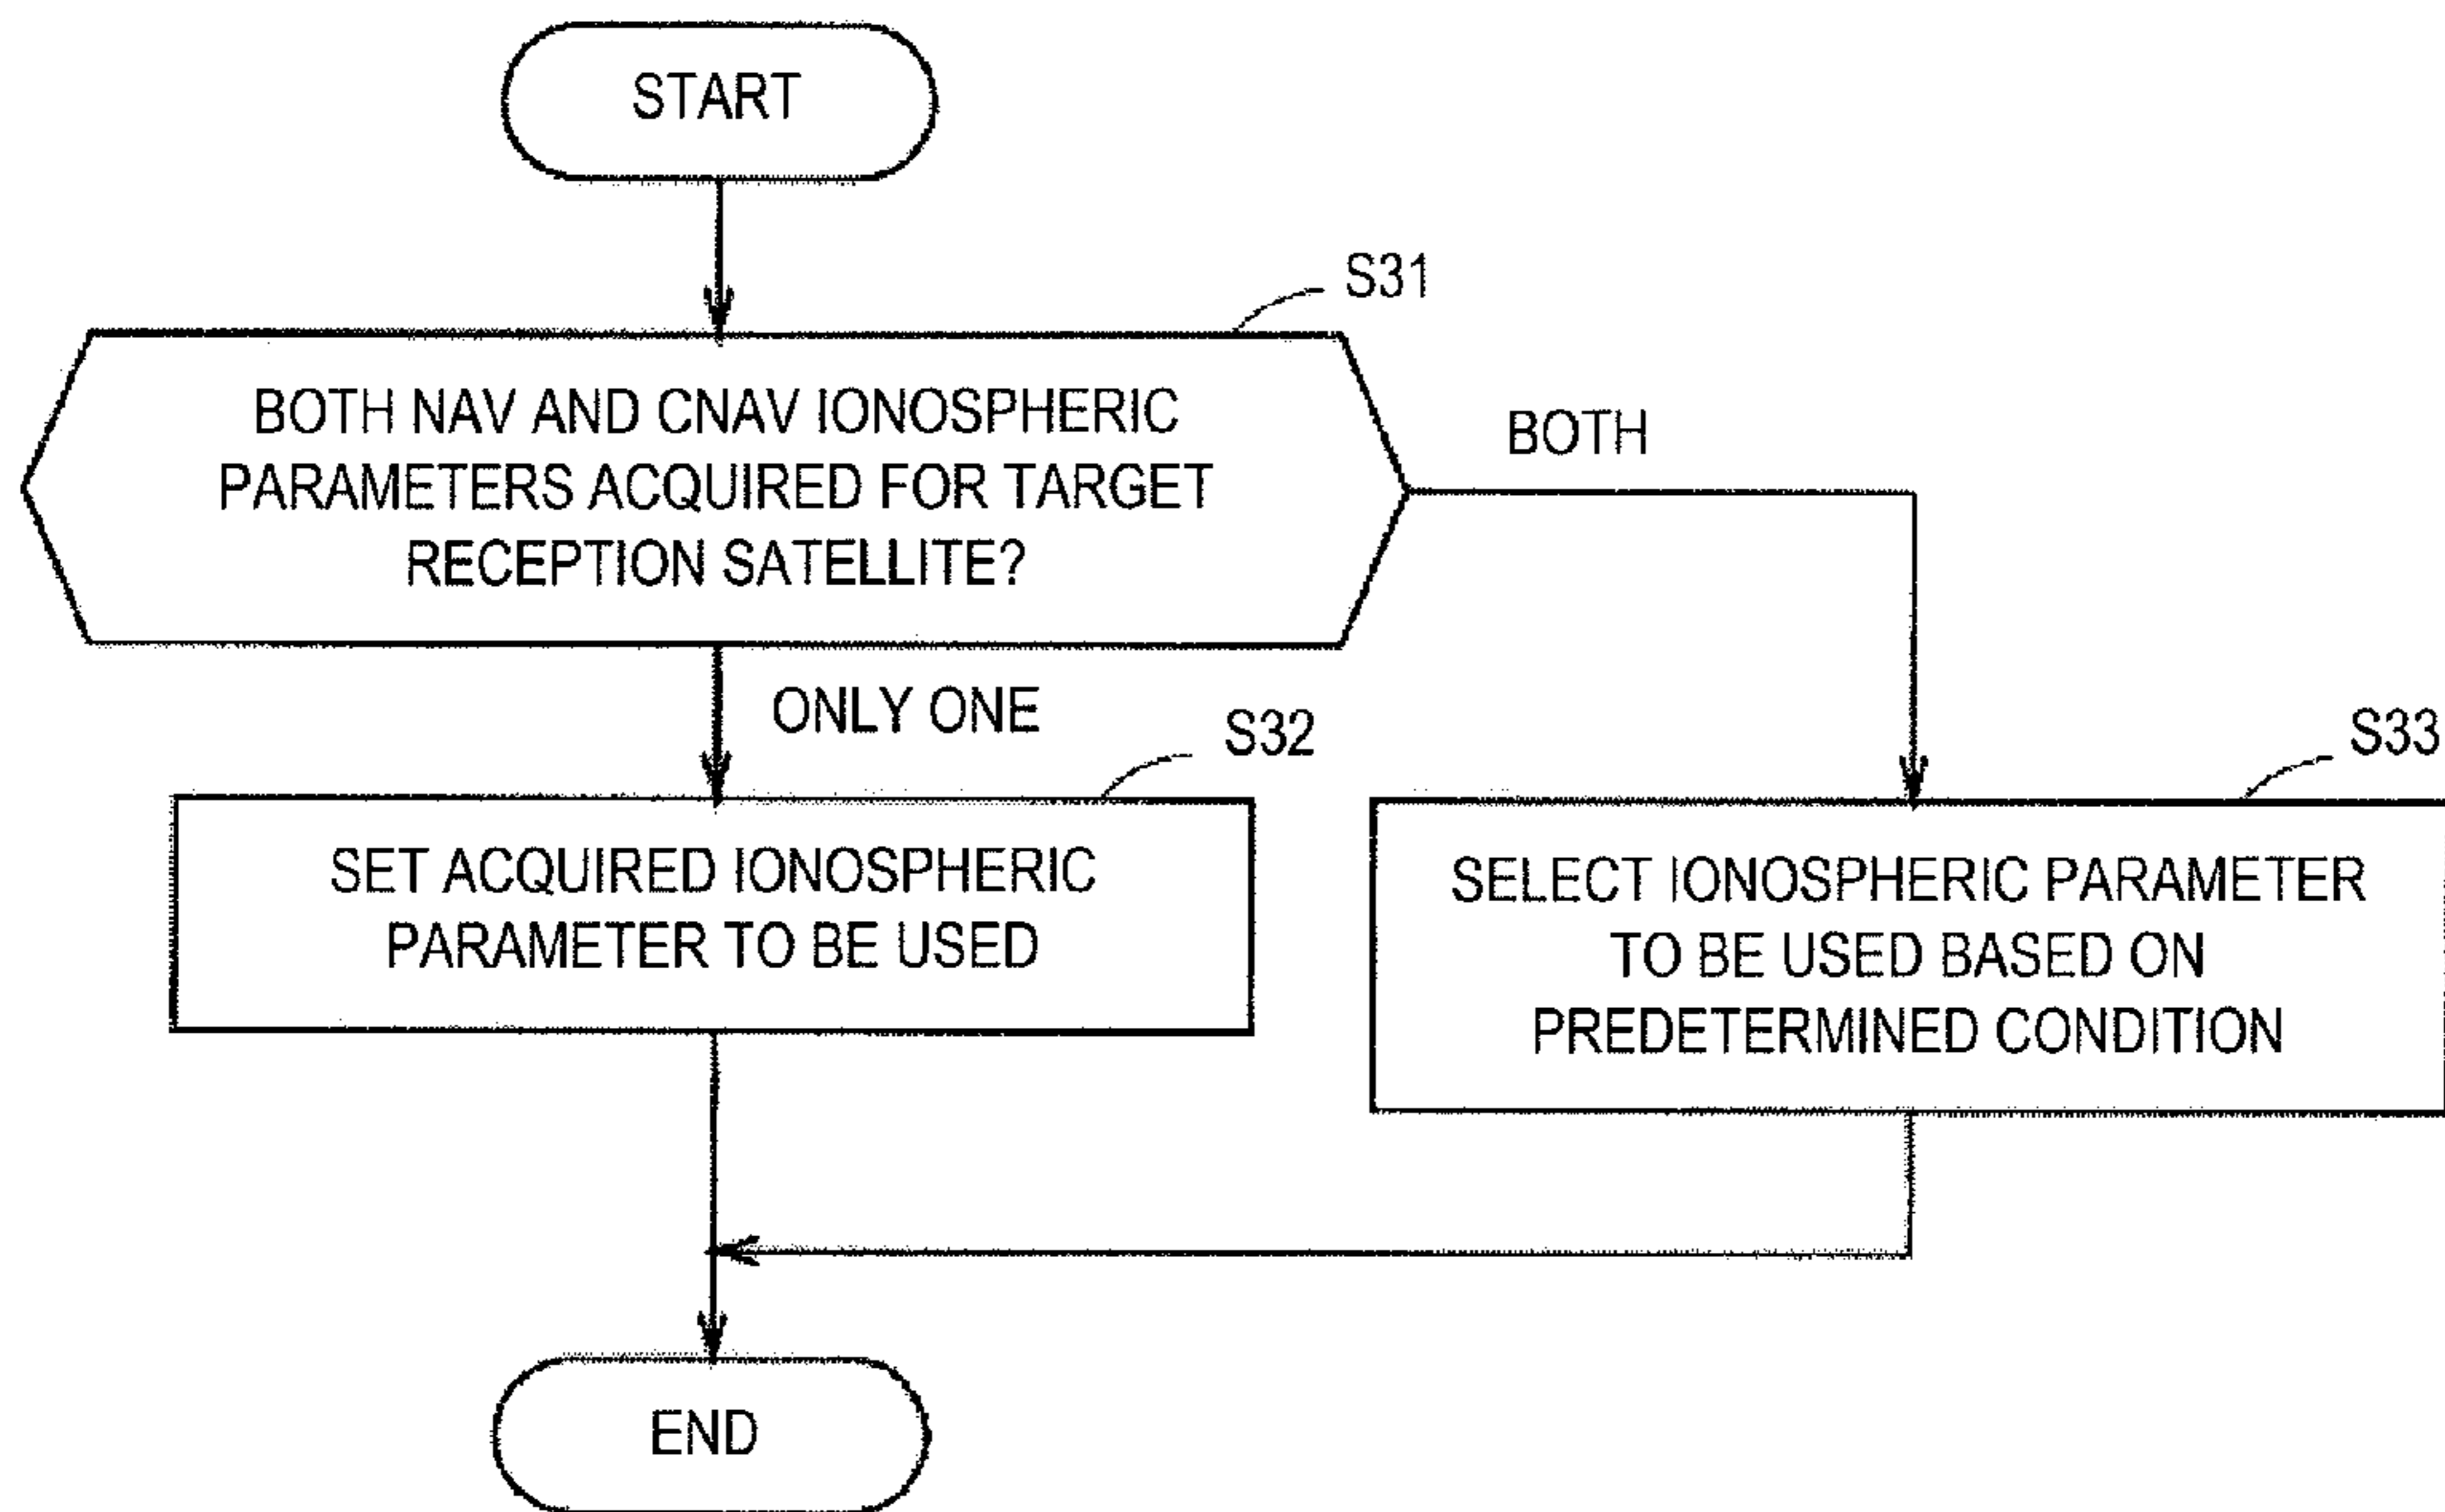 START
S31
BOTH NAV AND CNAV IONOSPHERIC
PARAMETERS ACQUIRED FOR TARGET
RECEPTION SATELLITE?
BOTH
ONLY ONE
S32
SET ACQUIRED IONOSPHERIC
PARAMETER TO BE USED
S33
SELECT IONOSPHERIC PARAMETER
TO BE USED BASED ON
PREDETERMINED CONDITION
END